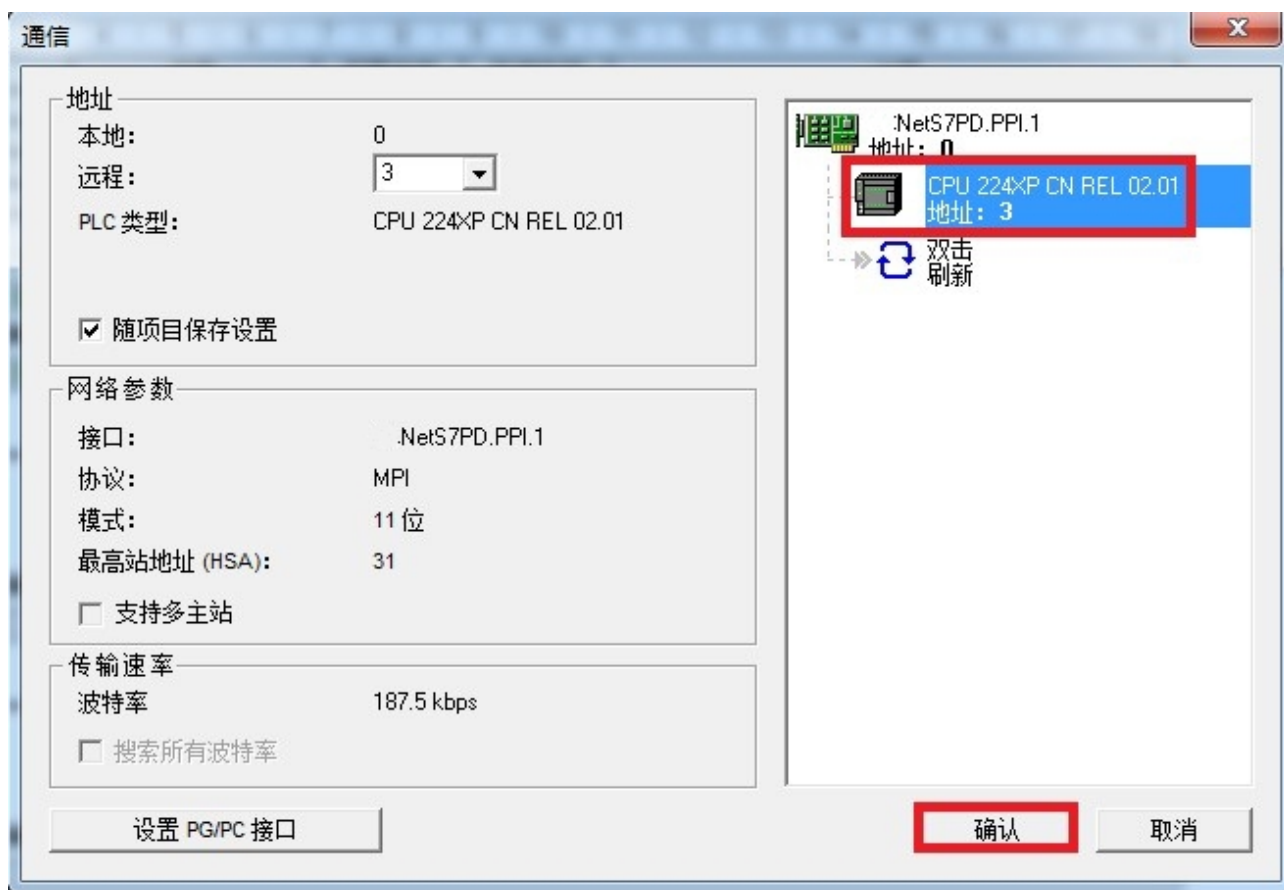 通信
地址
本地： 0
远程： 3
PLC 类型： CPU 224XP CN REL 02.01
随项目保存设置
网络参数
接口： .NetS7PD.PPI.1
协议： MPI
模式： 11 位
最高站地址 (HSA)： 31
支持多主站
传输速率
波特率 187.5 kbps
搜索所有波特率
设置 PG/PC 接口
:NetS7PD.PPI.1
地址： 0
CPU 224XP CN REL 02.01
地址： 3
双击
刷新
确认
取消